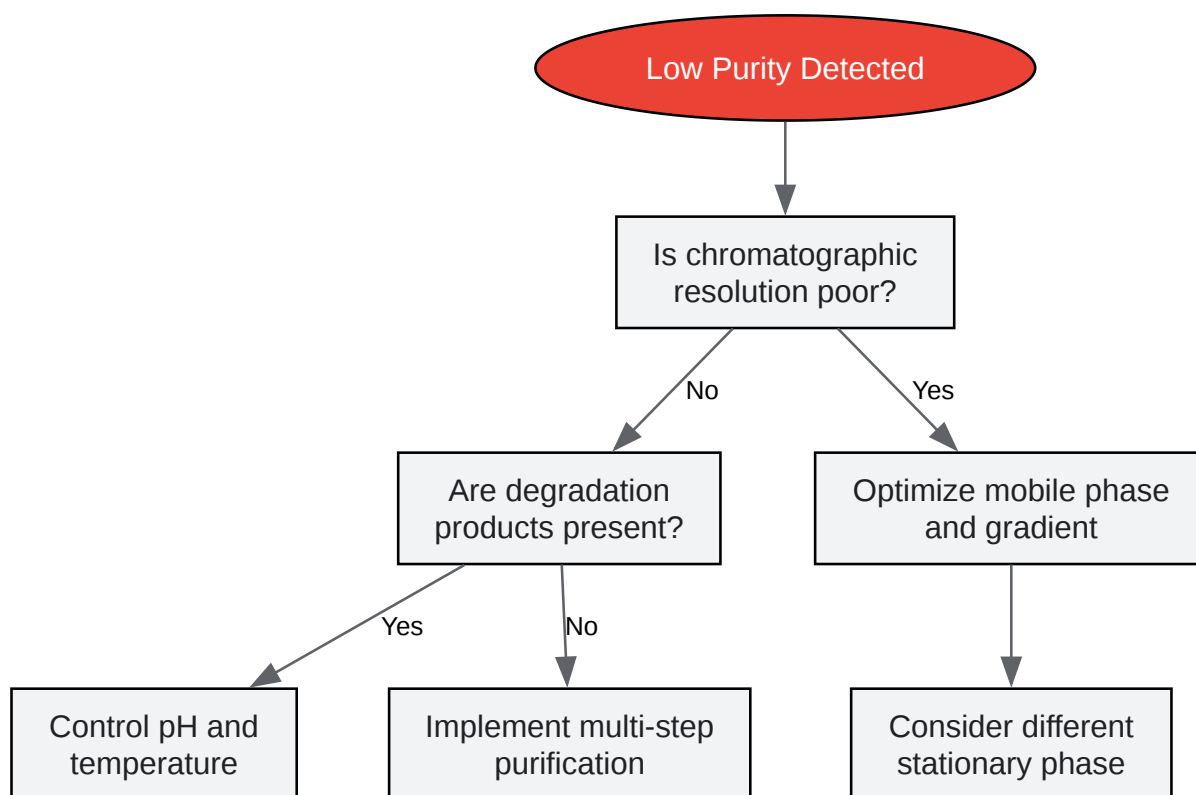 Low Purity Detected
Is chromatographic
resolution poor?
No
Yes
Are degradation
products present?
Optimize mobile phase
and gradient
Yes
No
Control pH and
temperature
Implement multi-step
purification
Consider different
stationary phase